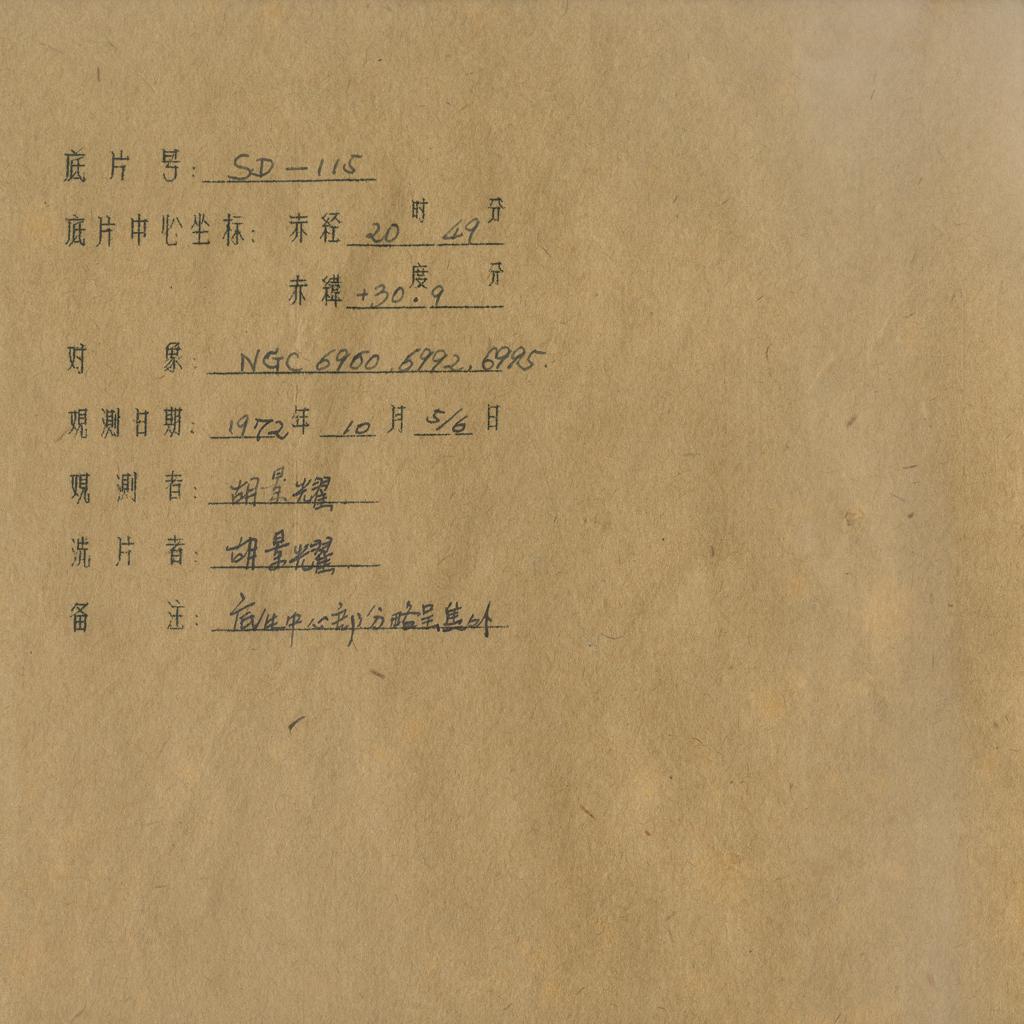 底片号: SD-115
底片中心坐标: 赤经 20时 49分
赤緯 +30.9 度 分
对象: NGC 6960, 6992, 6995.
观测日期: 1972年 10月 5/6日
观测者: 胡景耀
洗片者: 胡景耀
备注: 底片中心部分略呈焦外